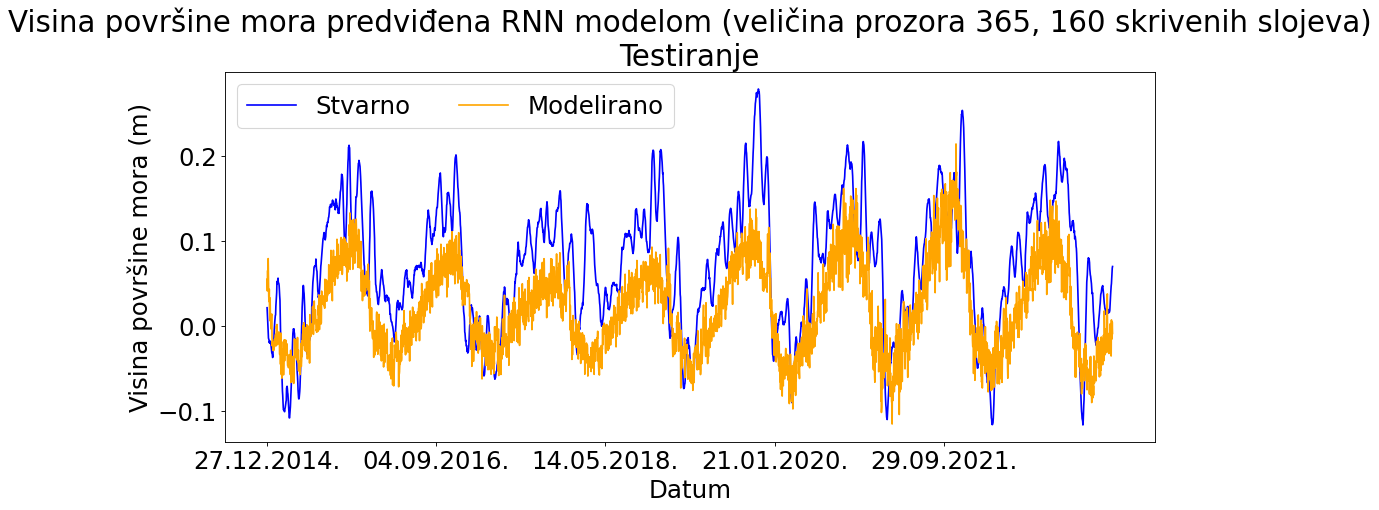 Visina površine mora predviđena RNN modelom (veličina prozora 365, 160 skrivenih slojeva)
Testiranje
Stvarno Modelirano
Visina površine mora (m)
0.2
0.1
0.0
−0.1
27.12.2014. 04.09.2016. 14.05.2018. 21.01.2020. 29.09.2021.
Datum